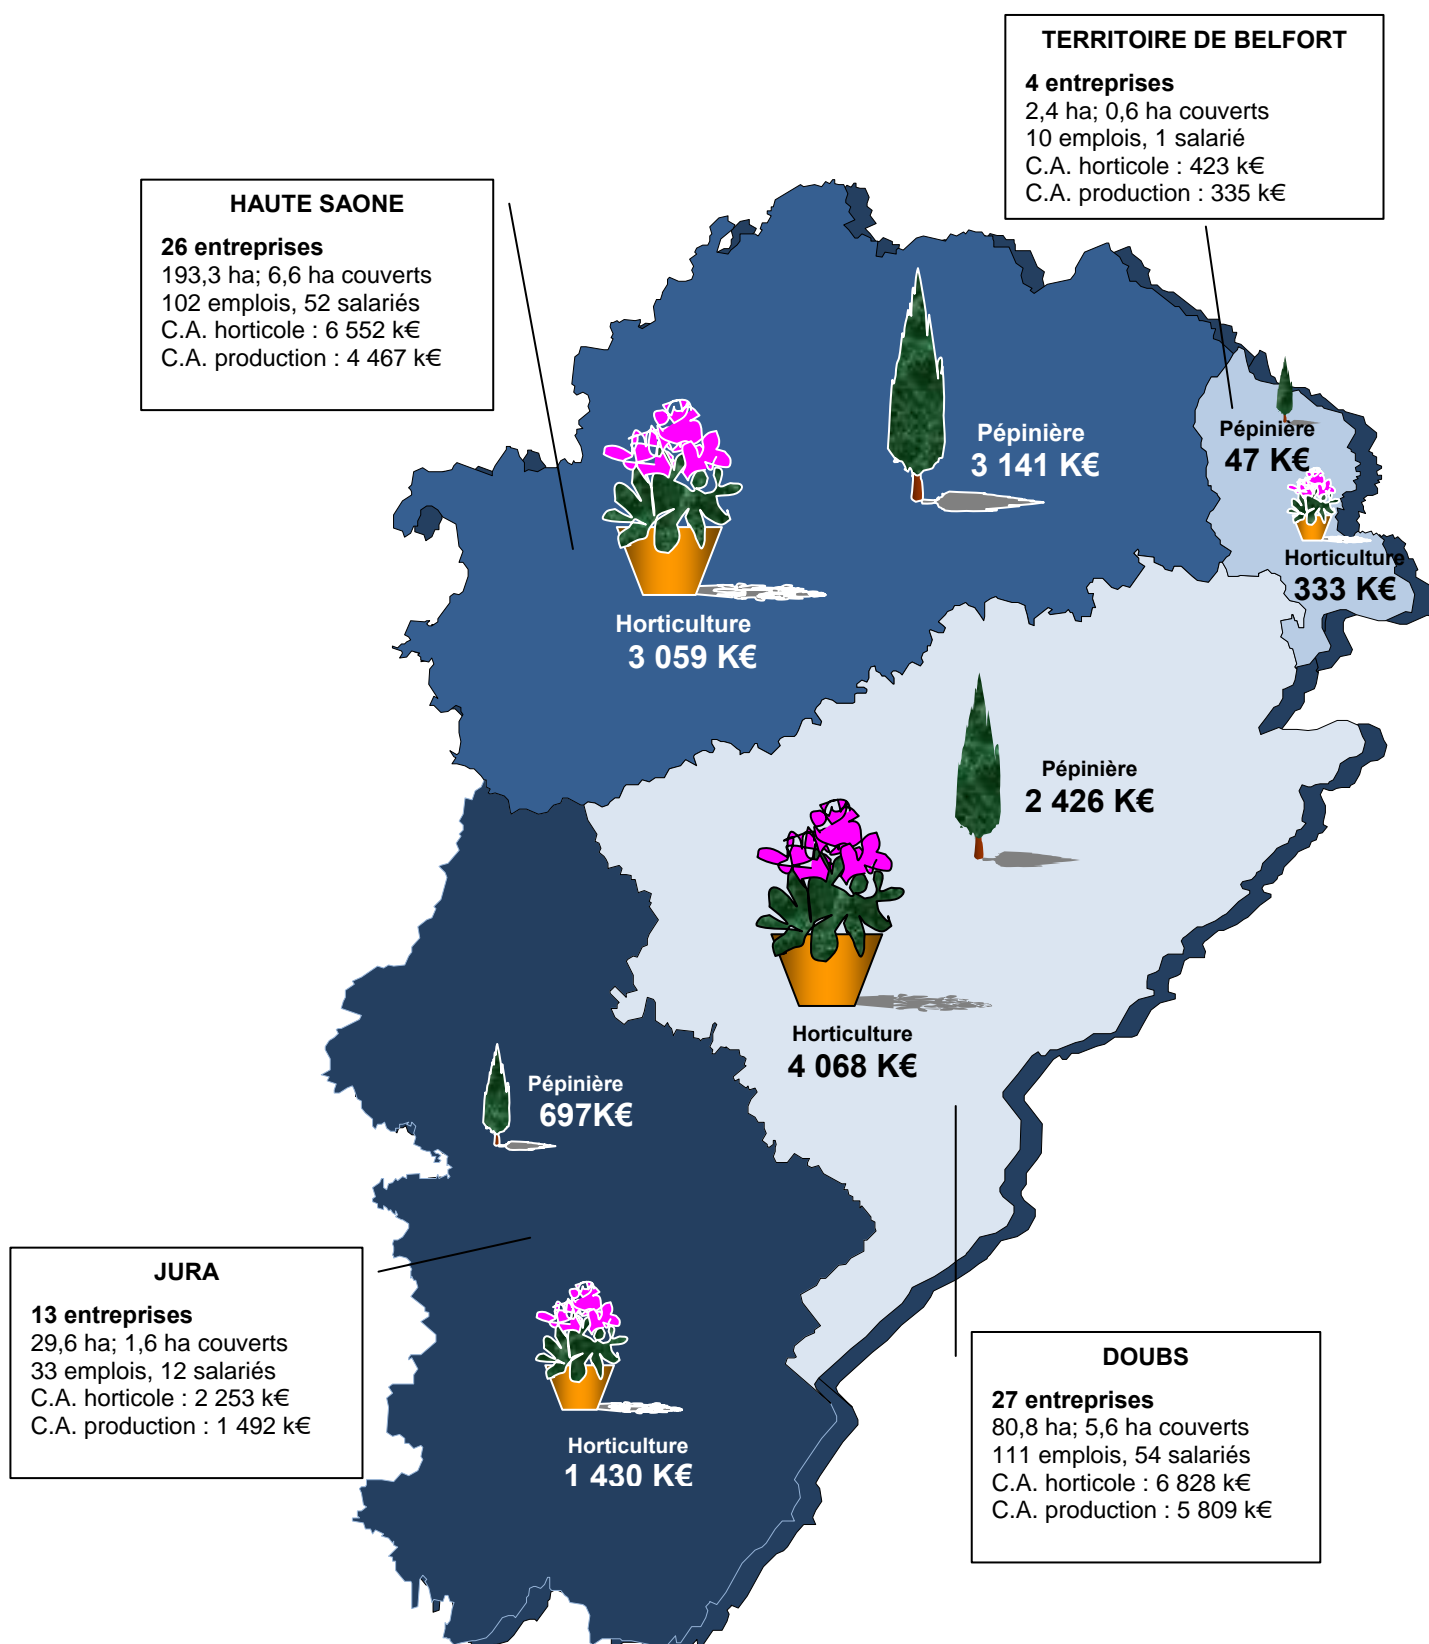 TERRITOIRE DE BELFORT
4 entreprises
2,4 ha; 0,6 ha couverts
10 emplois, 1 salarié
C.A. horticole : 423 k€
C.A. production : 335 k€
HAUTE SAONE
26 entreprises
193,3 ha; 6,6 ha couverts
102 emplois, 52 salariés
C.A. horticole : 6 552 k€
C.A. production : 4 467 k€
Pépinière
3 141 K€
Pépinière
47 K€
Horticulture
333 K€
Horticulture
3 059 K€
Pépinière
2 426 K€
Horticulture
4 068 K€
Pépinière
697K€
JURA
13 entreprises
29,6 ha; 1,6 ha couverts
33 emplois, 12 salariés
C.A. horticole : 2 253 k€
C.A. production : 1 492 k€
Horticulture
1 430 K€
DOUBS
27 entreprises
80,8 ha; 5,6 ha couverts
111 emplois, 54 salariés
C.A. horticole : 6 828 k€
C.A. production : 5 809 k€